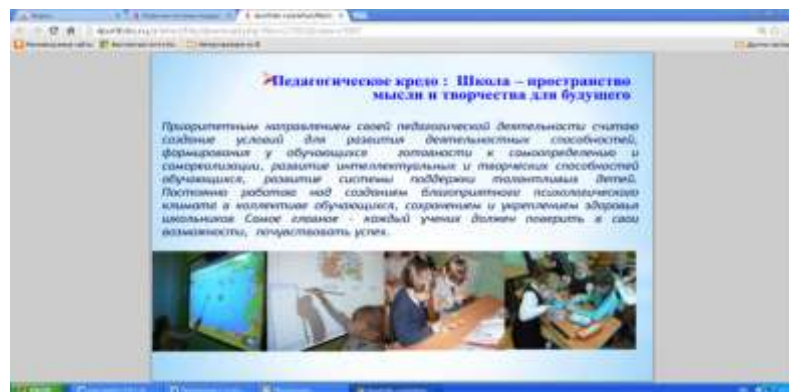 Педагогическое кредо : Школа – пространство
мысли и творчества для будущего
Приоритетным направлением своей педагогической деятельности считаю
создание условий для развития деятельностных способностей,
формирования у обучающихся готовности к самоопределению и
самореализации, развитие интеллектуальных и творческих способностей
обучающихся, развитие системы поддержки талантливых детей.
Постоянно работаю над созданием благоприятного психологического
климата в коллективе обучающихся, сохранением и укреплением здоровья
школьников Самое главное - каждый ученик должен поверить в свои
возможности, почувствовать успех.